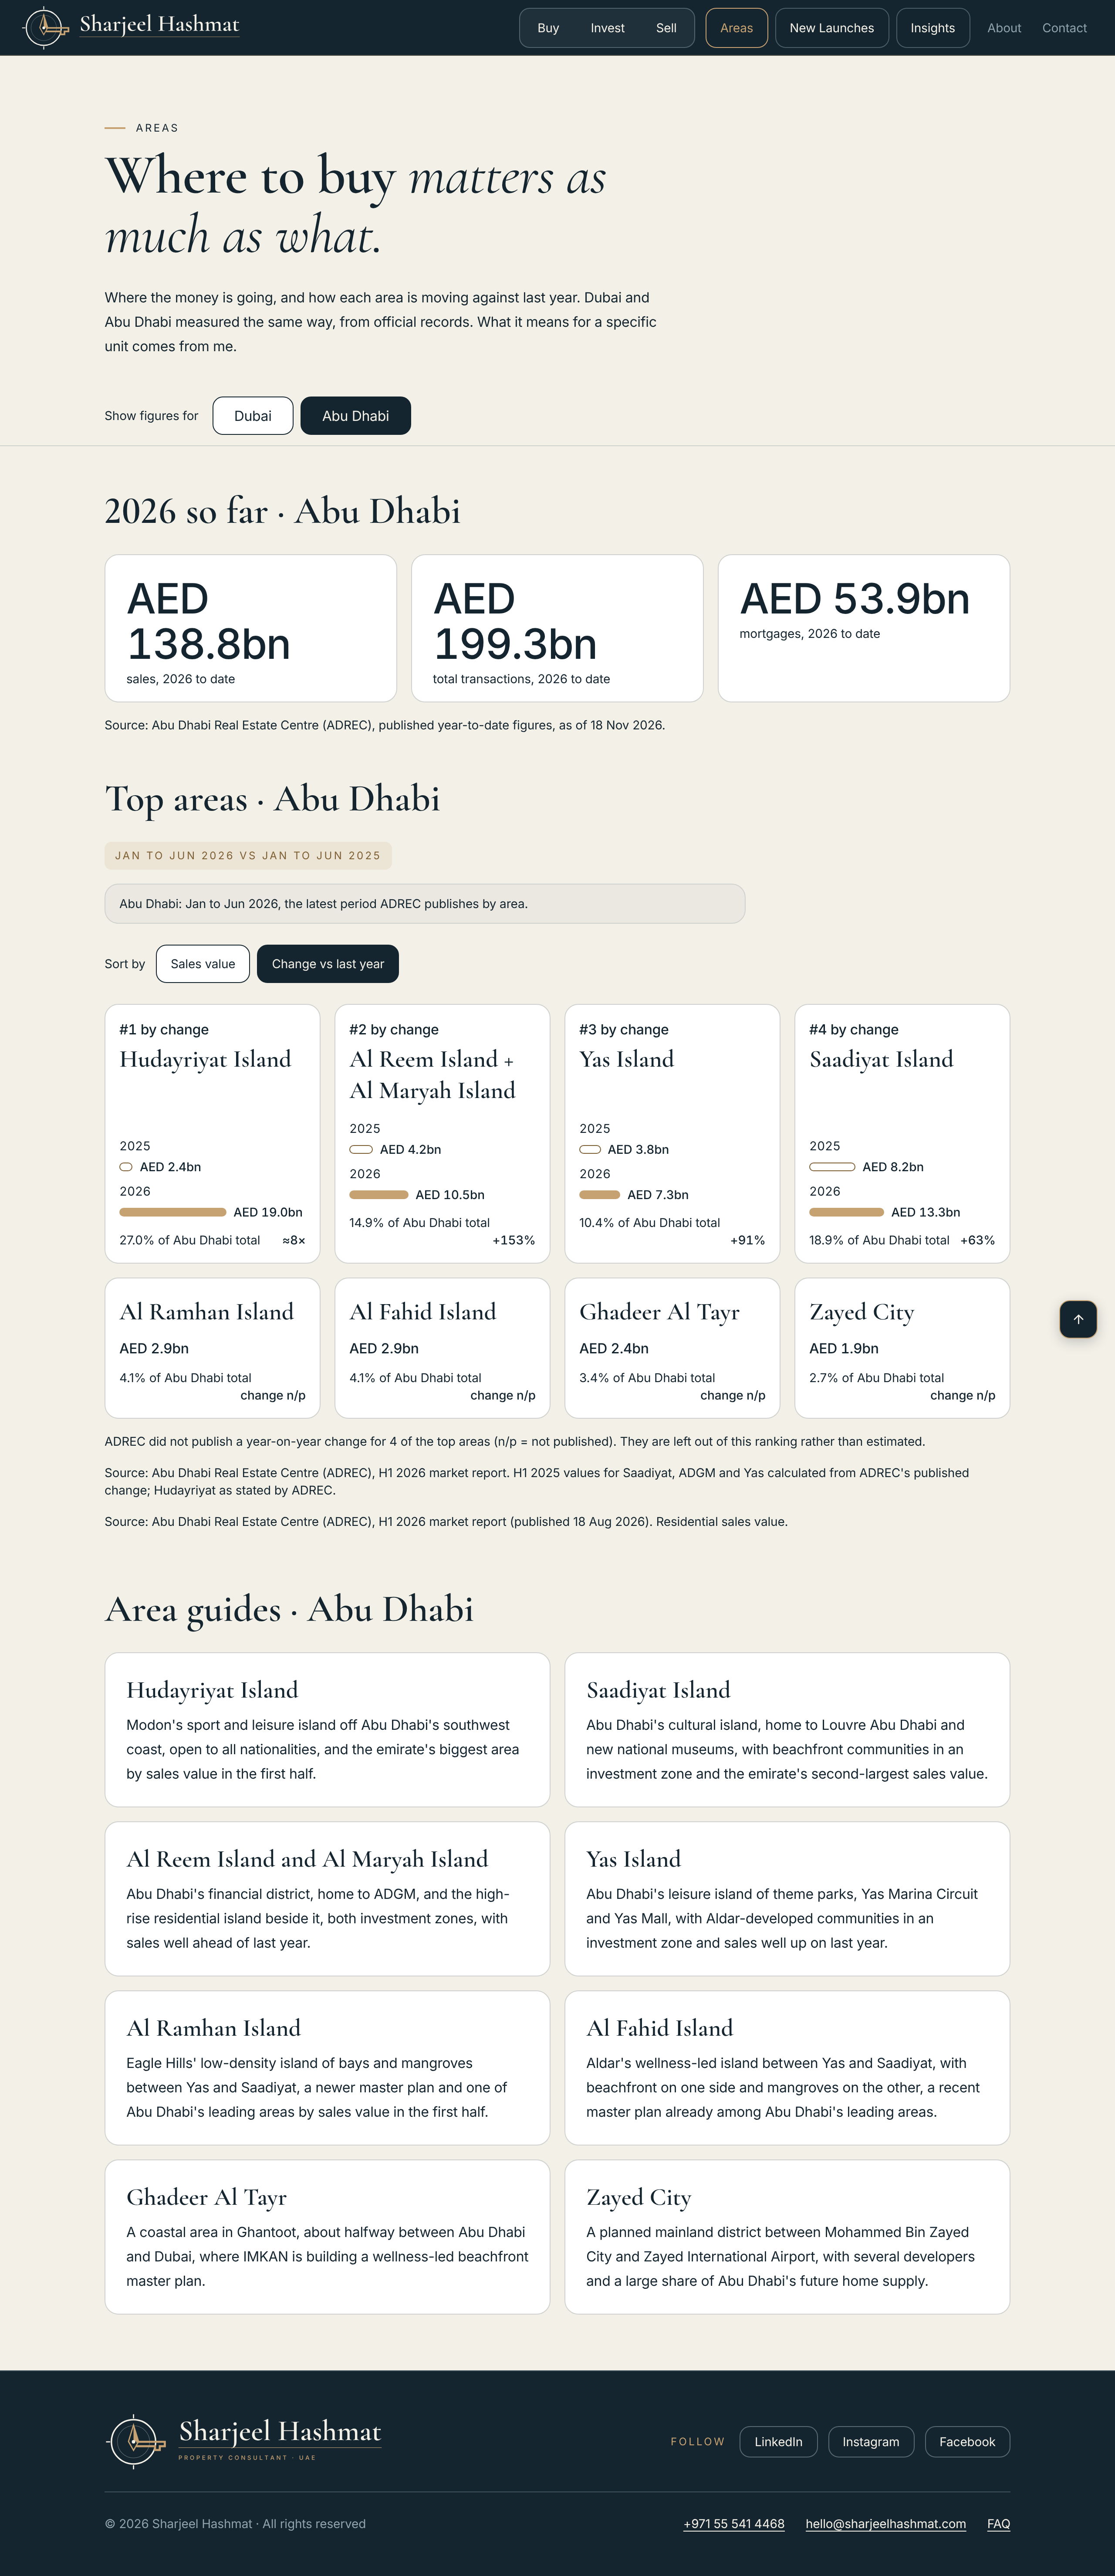 Sharjeel Hashmat
Buy
Invest
Sell
Areas
New Launches
Insights
About
Contact
AREAS
Where to buy matters as
much as what.
Where the money is going, and how each area is moving against last year. Dubai and
Abu Dhabi measured the same way, from official records. What it means for a specific
unit comes from me.
Show figures for
Dubai
Abu Dhabi
2026 so far · Abu Dhabi
AED
138.8bn
sales, 2026 to date
AED
199.3bn
total transactions, 2026 to date
AED 53.9bn
mortgages, 2026 to date
Source: Abu Dhabi Real Estate Centre (ADREC), published year-to-date figures, as of 18 Nov 2026.
Top areas · Abu Dhabi
JAN TO JUN 2026 VS JAN TO JUN 2025
Abu Dhabi: Jan to Jun 2026, the latest period ADREC publishes by area.
Sort by
Sales value
Change vs last year
#1 by change
Hudayriyat Island
2025
AED 2.4bn
2026
AED 19.0bn
27.0% of Abu Dhabi total
≈8×
#2 by change
Al Reem Island +
Al Maryah Island
2025
AED 4.2bn
2026
AED 10.5bn
14.9% of Abu Dhabi total
+153%
#3 by change
Yas Island
2025
AED 3.8bn
2026
AED 7.3bn
10.4% of Abu Dhabi total
+91%
#4 by change
Saadiyat Island
2025
AED 8.2bn
2026
AED 13.3bn
18.9% of Abu Dhabi total
+63%
Al Ramhan Island
AED 2.9bn
4.1% of Abu Dhabi total
change n/p
Al Fahid Island
AED 2.9bn
4.1% of Abu Dhabi total
change n/p
Ghadeer Al Tayr
AED 2.4bn
3.4% of Abu Dhabi total
change n/p
Zayed City
AED 1.9bn
2.7% of Abu Dhabi total
change n/p
ADREC did not publish a year-on-year change for 4 of the top areas (n/p = not published). They are left out of this ranking rather than estimated.
Source: Abu Dhabi Real Estate Centre (ADREC), H1 2026 market report. H1 2025 values for Saadiyat, ADGM and Yas calculated from ADREC's published
change; Hudayriyat as stated by ADREC.
Source: Abu Dhabi Real Estate Centre (ADREC), H1 2026 market report (published 18 Aug 2026). Residential sales value.
Area guides · Abu Dhabi
Hudayriyat Island
Modon's sport and leisure island off Abu Dhabi's southwest
coast, open to all nationalities, and the emirate's biggest area
by sales value in the first half.
Saadiyat Island
Abu Dhabi's cultural island, home to Louvre Abu Dhabi and
new national museums, with beachfront communities in an
investment zone and the emirate's second-largest sales value.
Al Reem Island and Al Maryah Island
Abu Dhabi's financial district, home to ADGM, and the high-
rise residential island beside it, both investment zones, with
sales well ahead of last year.
Yas Island
Abu Dhabi's leisure island of theme parks, Yas Marina Circuit
and Yas Mall, with Aldar-developed communities in an
investment zone and sales well up on last year.
Al Ramhan Island
Eagle Hills' low-density island of bays and mangroves
between Yas and Saadiyat, a newer master plan and one of
Abu Dhabi's leading areas by sales value in the first half.
Al Fahid Island
Aldar's wellness-led island between Yas and Saadiyat, with
beachfront on one side and mangroves on the other, a recent
master plan already among Abu Dhabi's leading areas.
Ghadeer Al Tayr
A coastal area in Ghantoot, about halfway between Abu Dhabi
and Dubai, where IMKAN is building a wellness-led beachfront
master plan.
Zayed City
A planned mainland district between Mohammed Bin Zayed
City and Zayed International Airport, with several developers
and a large share of Abu Dhabi's future home supply.
Sharjeel Hashmat
PROPERTY CONSULTANT · UAE
FOLLOW
LinkedIn
Instagram
Facebook
© 2026 Sharjeel Hashmat · All rights reserved
+971 55 541 4468
hello@sharjeelhashmat.com
FAQ